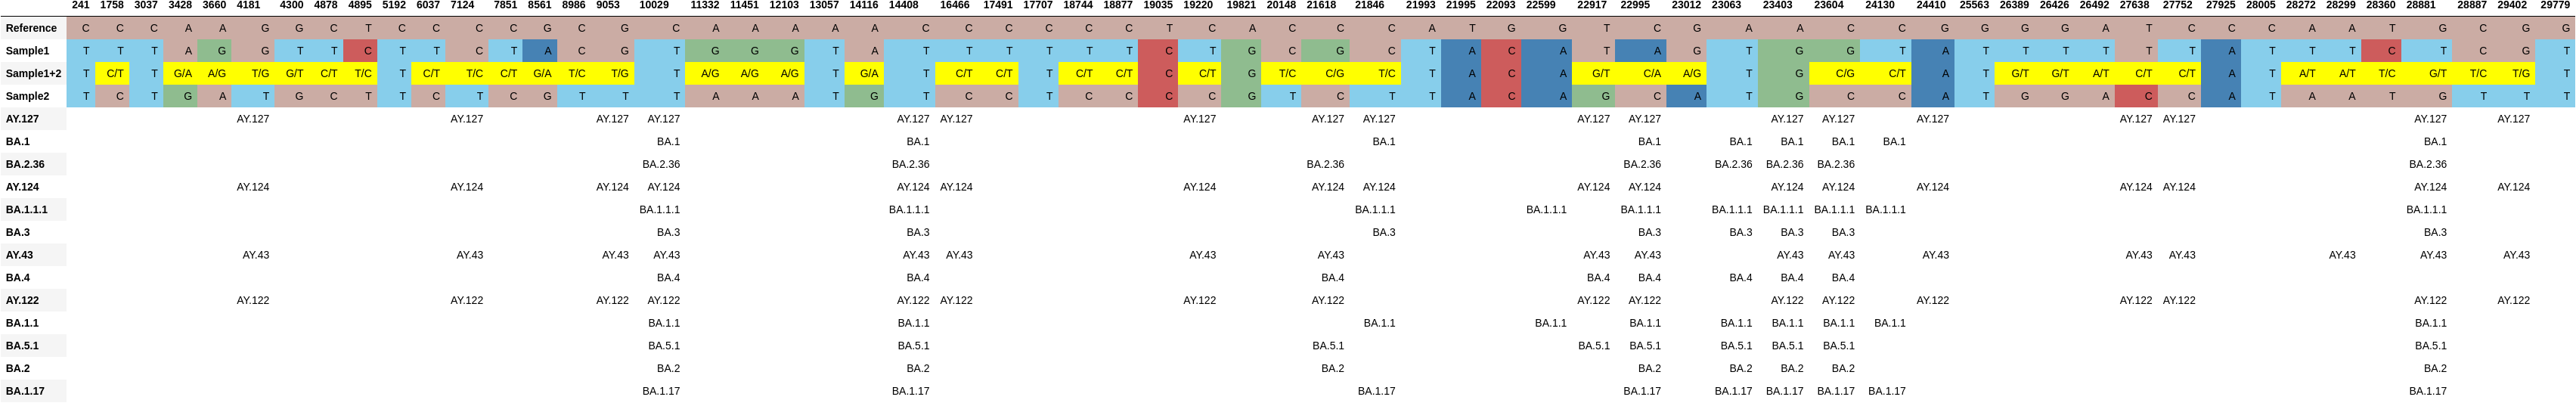 241 1758 3037 3428 3660 4181 4300 4878 4895 5192 6037 7124 7851 8561 8986 9053 10029 11332 11451 12103 13057 14116 14408 16466 17491 17707 18744 18877 19035 19220 19821 20148 21618 21846 21993 21995 22093 22599 22917 22995 23012 23063 23403 23604 24130 24410 25563 26389 26426 26492 27638 27752 27925 28005 28272 28299 28360 28881 28887 29402 29779
Reference C C C A A G G C T C C C C G C G C A A A A A C C C C C C T C A C C C A T G G T C G A A C C G G G G A T C C C A A T G C G G
Sample1 T T T A G G T T C T T C T A C G T G G G T A T T T T T T C T G C G C T A C A T A G T G G T A T T T T T T A T T T C T C G T
Sample1+2 T C/T T G/A A/G T/G G/T C/T T/C T C/T T/C C/T G/A T/C T/G T A/G A/G A/G T G/A T C/T C/T T C/T C/T C C/T G T/C C/G T/C T A C A G/T C/A A/G T G C/G C/T A T G/T G/T A/T C/T C/T A T A/T A/T T/C G/T T/C T/G T
Sample2 T C T G A T G C T T C T C G T T T A A A T G T C C T C C C C G T C T T A C A G C A T G C C A T G G A C C A T A A T G T T T
AY.127 AY.127 AY.127 AY.127 AY.127 AY.127 AY.127 AY.127 AY.127 AY.127 AY.127 AY.127 AY.127 AY.127 AY.127 AY.127 AY.127 AY.127 AY.127
BA.1 BA.1 BA.1 BA.1 BA.1 BA.1 BA.1 BA.1 BA.1 BA.1
BA.2.36 BA.2.36 BA.2.36 BA.2.36 BA.2.36 BA.2.36 BA.2.36 BA.2.36 BA.2.36
AY.124 AY.124 AY.124 AY.124 AY.124 AY.124 AY.124 AY.124 AY.124 AY.124 AY.124 AY.124 AY.124 AY.124 AY.124 AY.124 AY.124 AY.124 AY.124
BA.1.1.1 BA.1.1.1 BA.1.1.1 BA.1.1.1 BA.1.1.1 BA.1.1.1 BA.1.1.1 BA.1.1.1 BA.1.1.1 BA.1.1.1 BA.1.1.1
BA.3 BA.3 BA.3 BA.3 BA.3 BA.3 BA.3 BA.3 BA.3
AY.43 AY.43 AY.43 AY.43 AY.43 AY.43 AY.43 AY.43 AY.43 AY.43 AY.43 AY.43 AY.43 AY.43 AY.43 AY.43 AY.43 AY.43 AY.43
BA.4 BA.4 BA.4 BA.4 BA.4 BA.4 BA.4 BA.4 BA.4
AY.122 AY.122 AY.122 AY.122 AY.122 AY.122 AY.122 AY.122 AY.122 AY.122 AY.122 AY.122 AY.122 AY.122 AY.122 AY.122 AY.122 AY.122
BA.1.1 BA.1.1 BA.1.1 BA.1.1 BA.1.1 BA.1.1 BA.1.1 BA.1.1 BA.1.1 BA.1.1 BA.1.1
BA.5.1 BA.5.1 BA.5.1 BA.5.1 BA.5.1 BA.5.1 BA.5.1 BA.5.1 BA.5.1 BA.5.1
BA.2 BA.2 BA.2 BA.2 BA.2 BA.2 BA.2 BA.2 BA.2
BA.1.17 BA.1.17 BA.1.17 BA.1.17 BA.1.17 BA.1.17 BA.1.17 BA.1.17 BA.1.17 BA.1.17